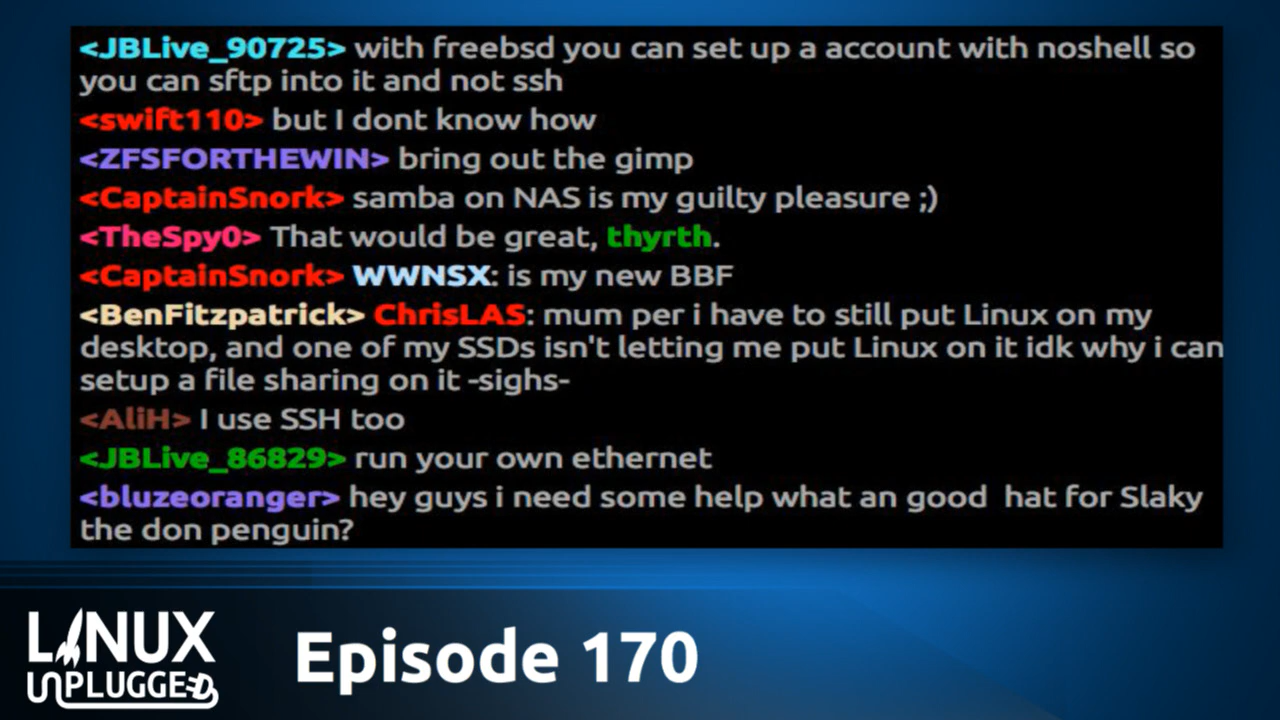 <JBLive_90725> with freebsd you can set up a account with noshell so
you can sftp into it and not ssh
<swift110> but I dont know how
<ZFSFORTHEWIN> bring out the gimp
<CaptainSnork> samba on NAS is my guilty pleasure ;)
<TheSpy0> That would be great, thyrth.
<CaptainSnork> WWNSX: is my new BBF
<BenFitzpatrick> ChrisLAS: mum per i have to still put Linux on my
desktop, and one of my SSDs isn't letting me put Linux on it idk why i can
setup a file sharing on it -sighs-
<AliH> I use SSH too
<JBLive_86829> run your own ethernet
<bluzeoranger> hey guys i need some help what an good  hat for Slaky
the don penguin?
LINUX
UNPLUGGED
Episode 170